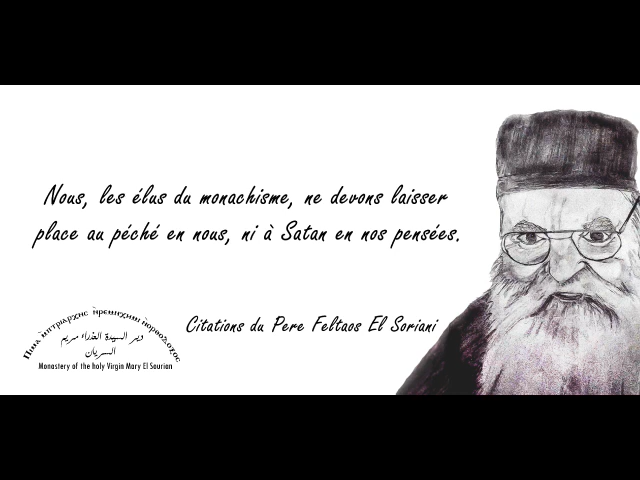 Nous, les élus du monachisme, ne devons laisser
place au péché en nous, ni à Satan en nos pensées.
Citations du Pere Feltaos El Soriani
دير السيدة العذراء مريم
السريان
Monastery of the holy Virgin Mary El Saurian